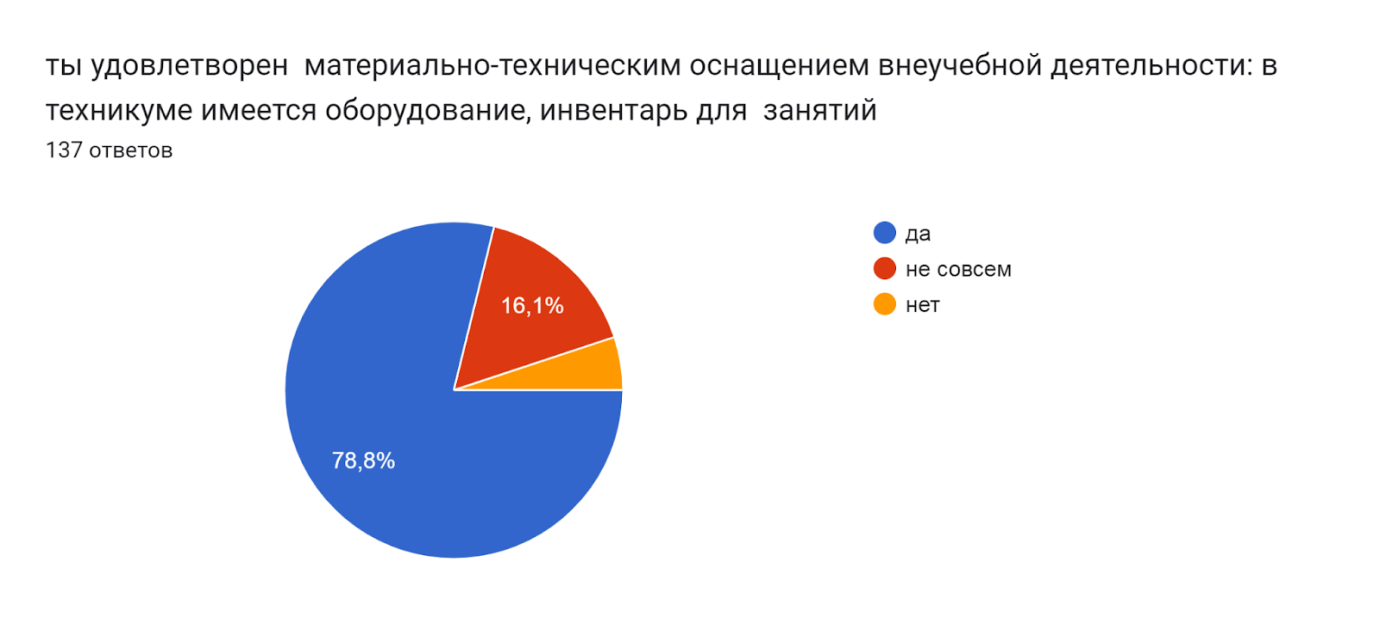 ты удовлетворен  материально-техническим оснащением внеучебной деятельности: в
техникуме имеется оборудование, инвентарь для  занятий
137 ответов
да
не совсем
нет
16,1%
78,8%